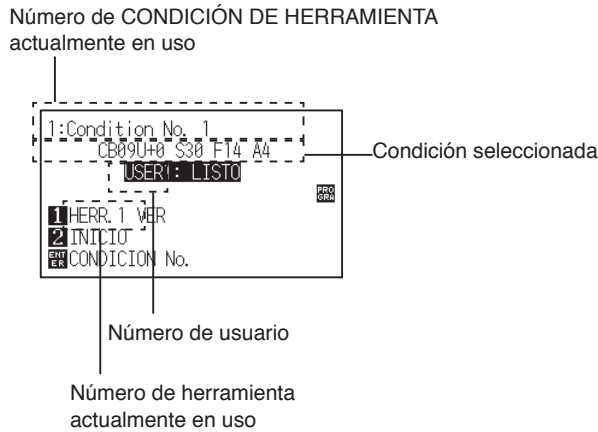 Número de CONDICIÓN DE HERRAMIENTA
actualmente en uso
1:Condition No. 1
CB09U+0 S30 F14 A4
Condición seleccionada
USER1: LISTO
PRO
GRA
1 HERR.1 VER
2 INICIO
ENT
ER CONDICION No.
Número de usuario
Número de herramienta
actualmente en uso